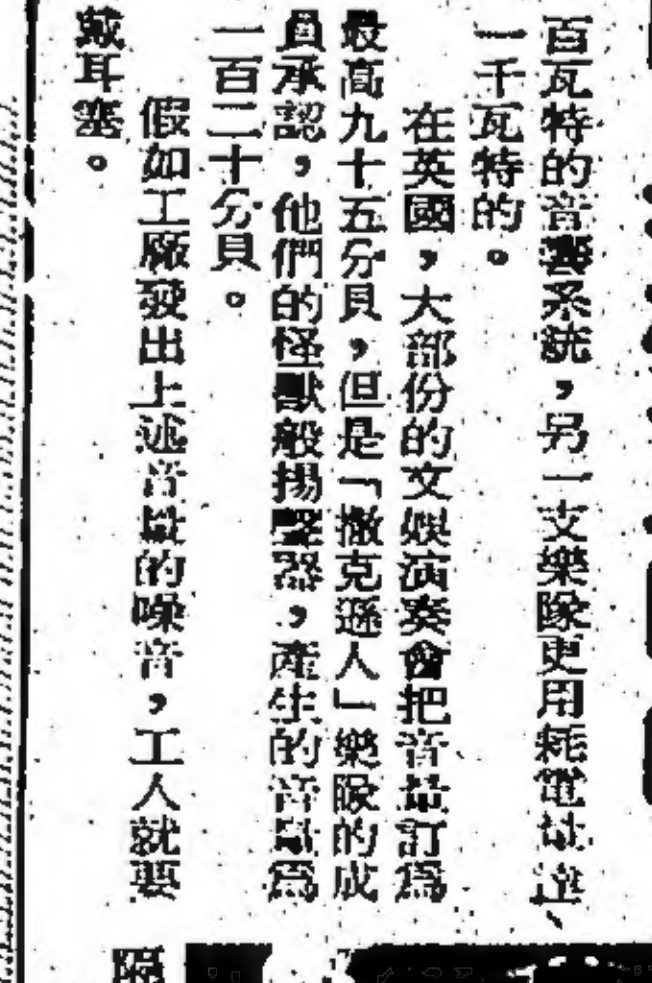 百瓦特的音響系統，另一支樂隊更用耗電量達
一千瓦特的。
在英國，大部份的文娛演奏會把音量訂爲
最高九十五分貝，但是「撒克遜人」樂隊的成
員承認，他們的怪獸般揚聲器，產生的音量爲
一百二十分貝。
假如工廠發出上述音量的噪音，工人就要
戴耳塞。